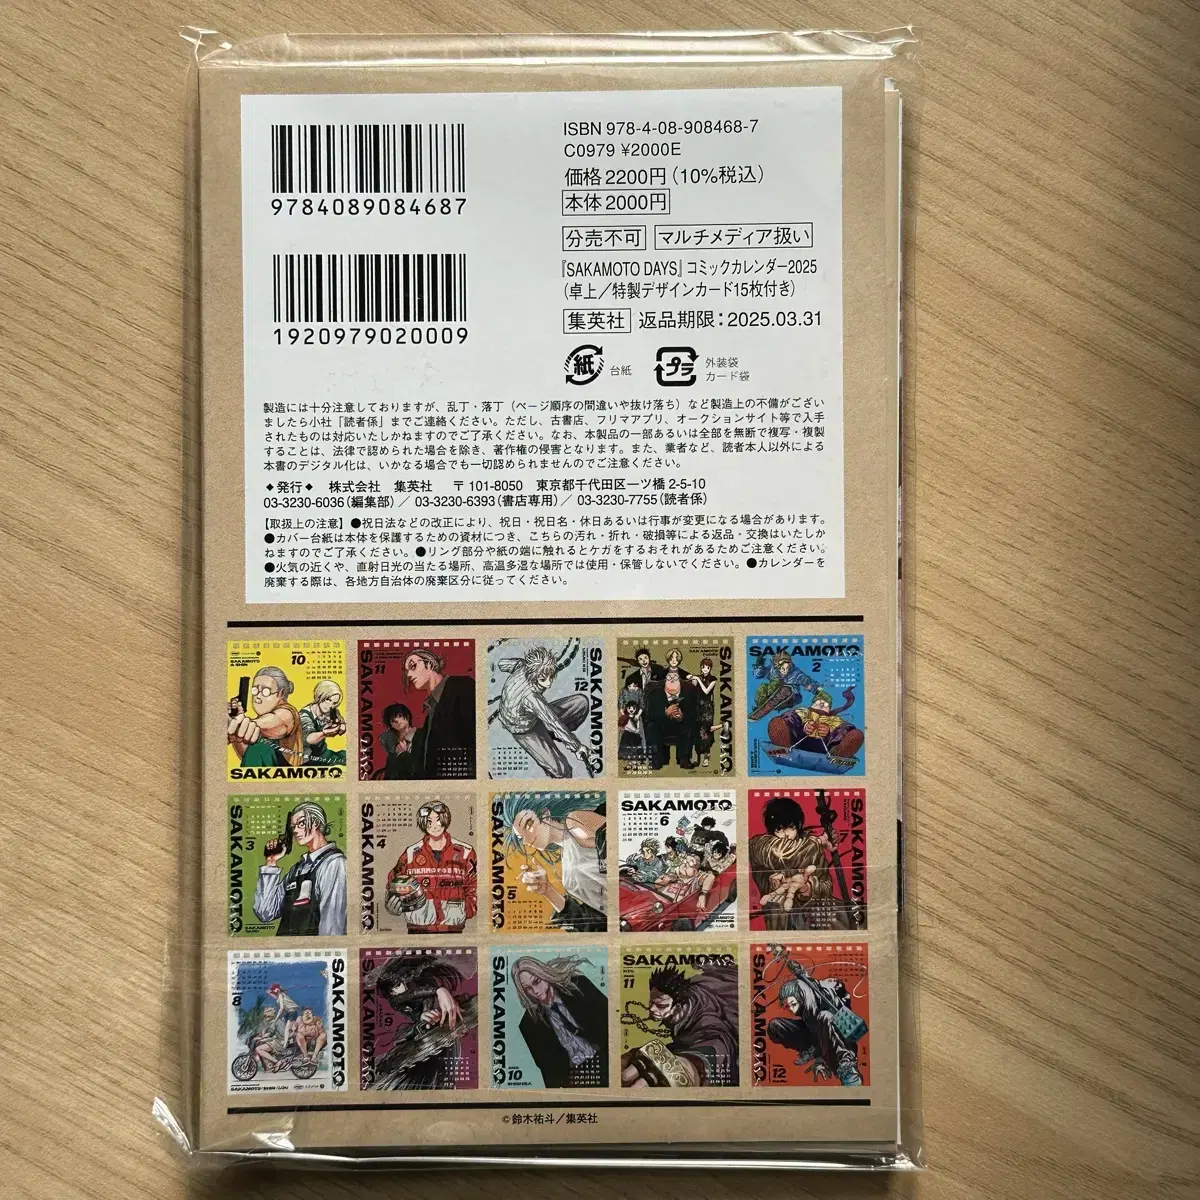 9784089084687
1920979020009
ISBN 978-4-08-908468-7
C0979 ¥2000E
価格 2200円 (10%税込)
本体 2000円
分売不可 マルチメディア扱い
『SAKAMOTO DAYS』コミックカレンダー2025
(卓上/特製デザインカード15枚付き)
集英社 返品期限:2025.03.31
紙 台紙 プラ 外装袋
カード袋
製造には十分注意しておりますが、乱丁・落丁(ページ順序の間違いや抜け落ち)など製造上の不備がござい
ましたら小社「読者係」までご連絡ください。ただし、古書店、フリマアプリ、オークションサイト等で入手
されたものは対応いたしかねますのでご了承ください。なお、本製品の一部あるいは全部を無断で複写・複製
することは、法律で認められた場合を除き、著作権の侵害となります。また、業者など、読者本人以外による
本書のデジタル化は、いかなる場合でも一切認められませんのでご注意ください。
◆発行◆ 株式会社 集英社 〒101-8050 東京都千代田区一ツ橋2-5-10
03-3230-6036(編集部)/ 03-3230-6393(書店専用)/ 03-3230-7755(読者係)
【取扱上の注意】●祝日法などの改正により、祝日・祝日名・休日あるいは行事が変更になる場合があります。
●カバー台紙は本体を保護するための資材につき、こちらの汚れ・折れ・破損等による返品・交換はいたしか
ねますのでご了承ください。●リング部分や紙の端に触れるとケガをするおそれがあるためご注意ください。
●火気の近くや、直射日光の当たる場所、高温多湿な場所では使用・保管しないでください。●カレンダーを
廃棄する際は、各地方自治体の廃棄区分に従ってください。
10 SAKAMOTO
11 SAKAMOTO
12 SAKAMOTO
1 SAKAMOTO
SAKAMOTO 2
3 SAKAMOTO
4 SAKAMOTO
5 SAKAMOTO
SAKAMOTO 6
7 SAKAMOTO
8 SAKAMOTO
9 SAKAMOTO
10 SAKAMOTO
SAKAMOTO 11
12 SAKAMOTO
©鈴木祐斗/集英社